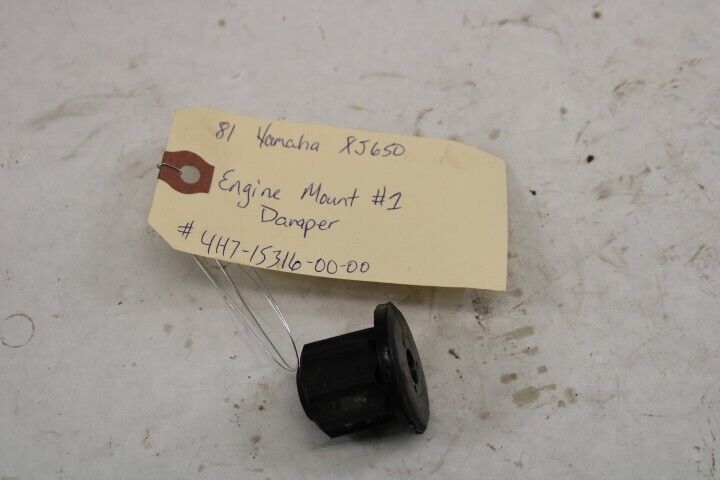 81 Yamaha XJ650
Engine Mount #1
Damper
# 4H7-15316-00-00